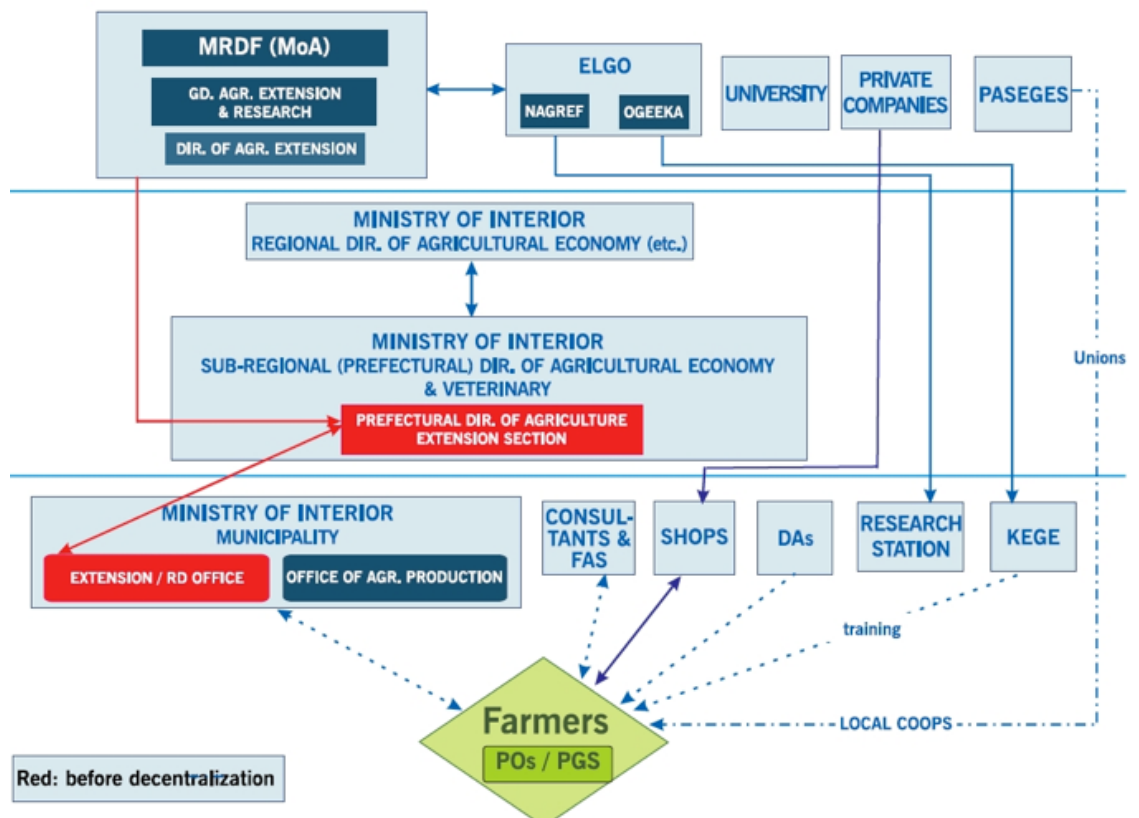 MRDF (MoA)
GD. AGR. EXTENSION
& RESEARCH
DIR. OF AGR. EXTENSION
ELGO
NAGREF
OGEEKA
UNIVERSITY
PRIVATE
COMPANIES
PASEGES
MINISTRY OF INTERIOR
REGIONAL DIR. OF AGRICULTURAL ECONOMY (etc.)
MINISTRY OF INTERIOR
SUB-REGIONAL (PREFECTURAL) DIR. OF AGRICULTURAL ECONOMY
& VETERINARY
PREFECTURAL DIR. OF AGRICULTURE
EXTENSION SECTION
Unions
MINISTRY OF INTERIOR
MUNICIPALITY
EXTENSION / RD OFFICE
OFFICE OF AGR. PRODUCTION
CONSUL-
TANTS &
FAS
SHOPS
DAs
RESEARCH
STATION
KEGE
training
LOCAL COOPS
Farmers
POs / PGS
Red: before decentralization